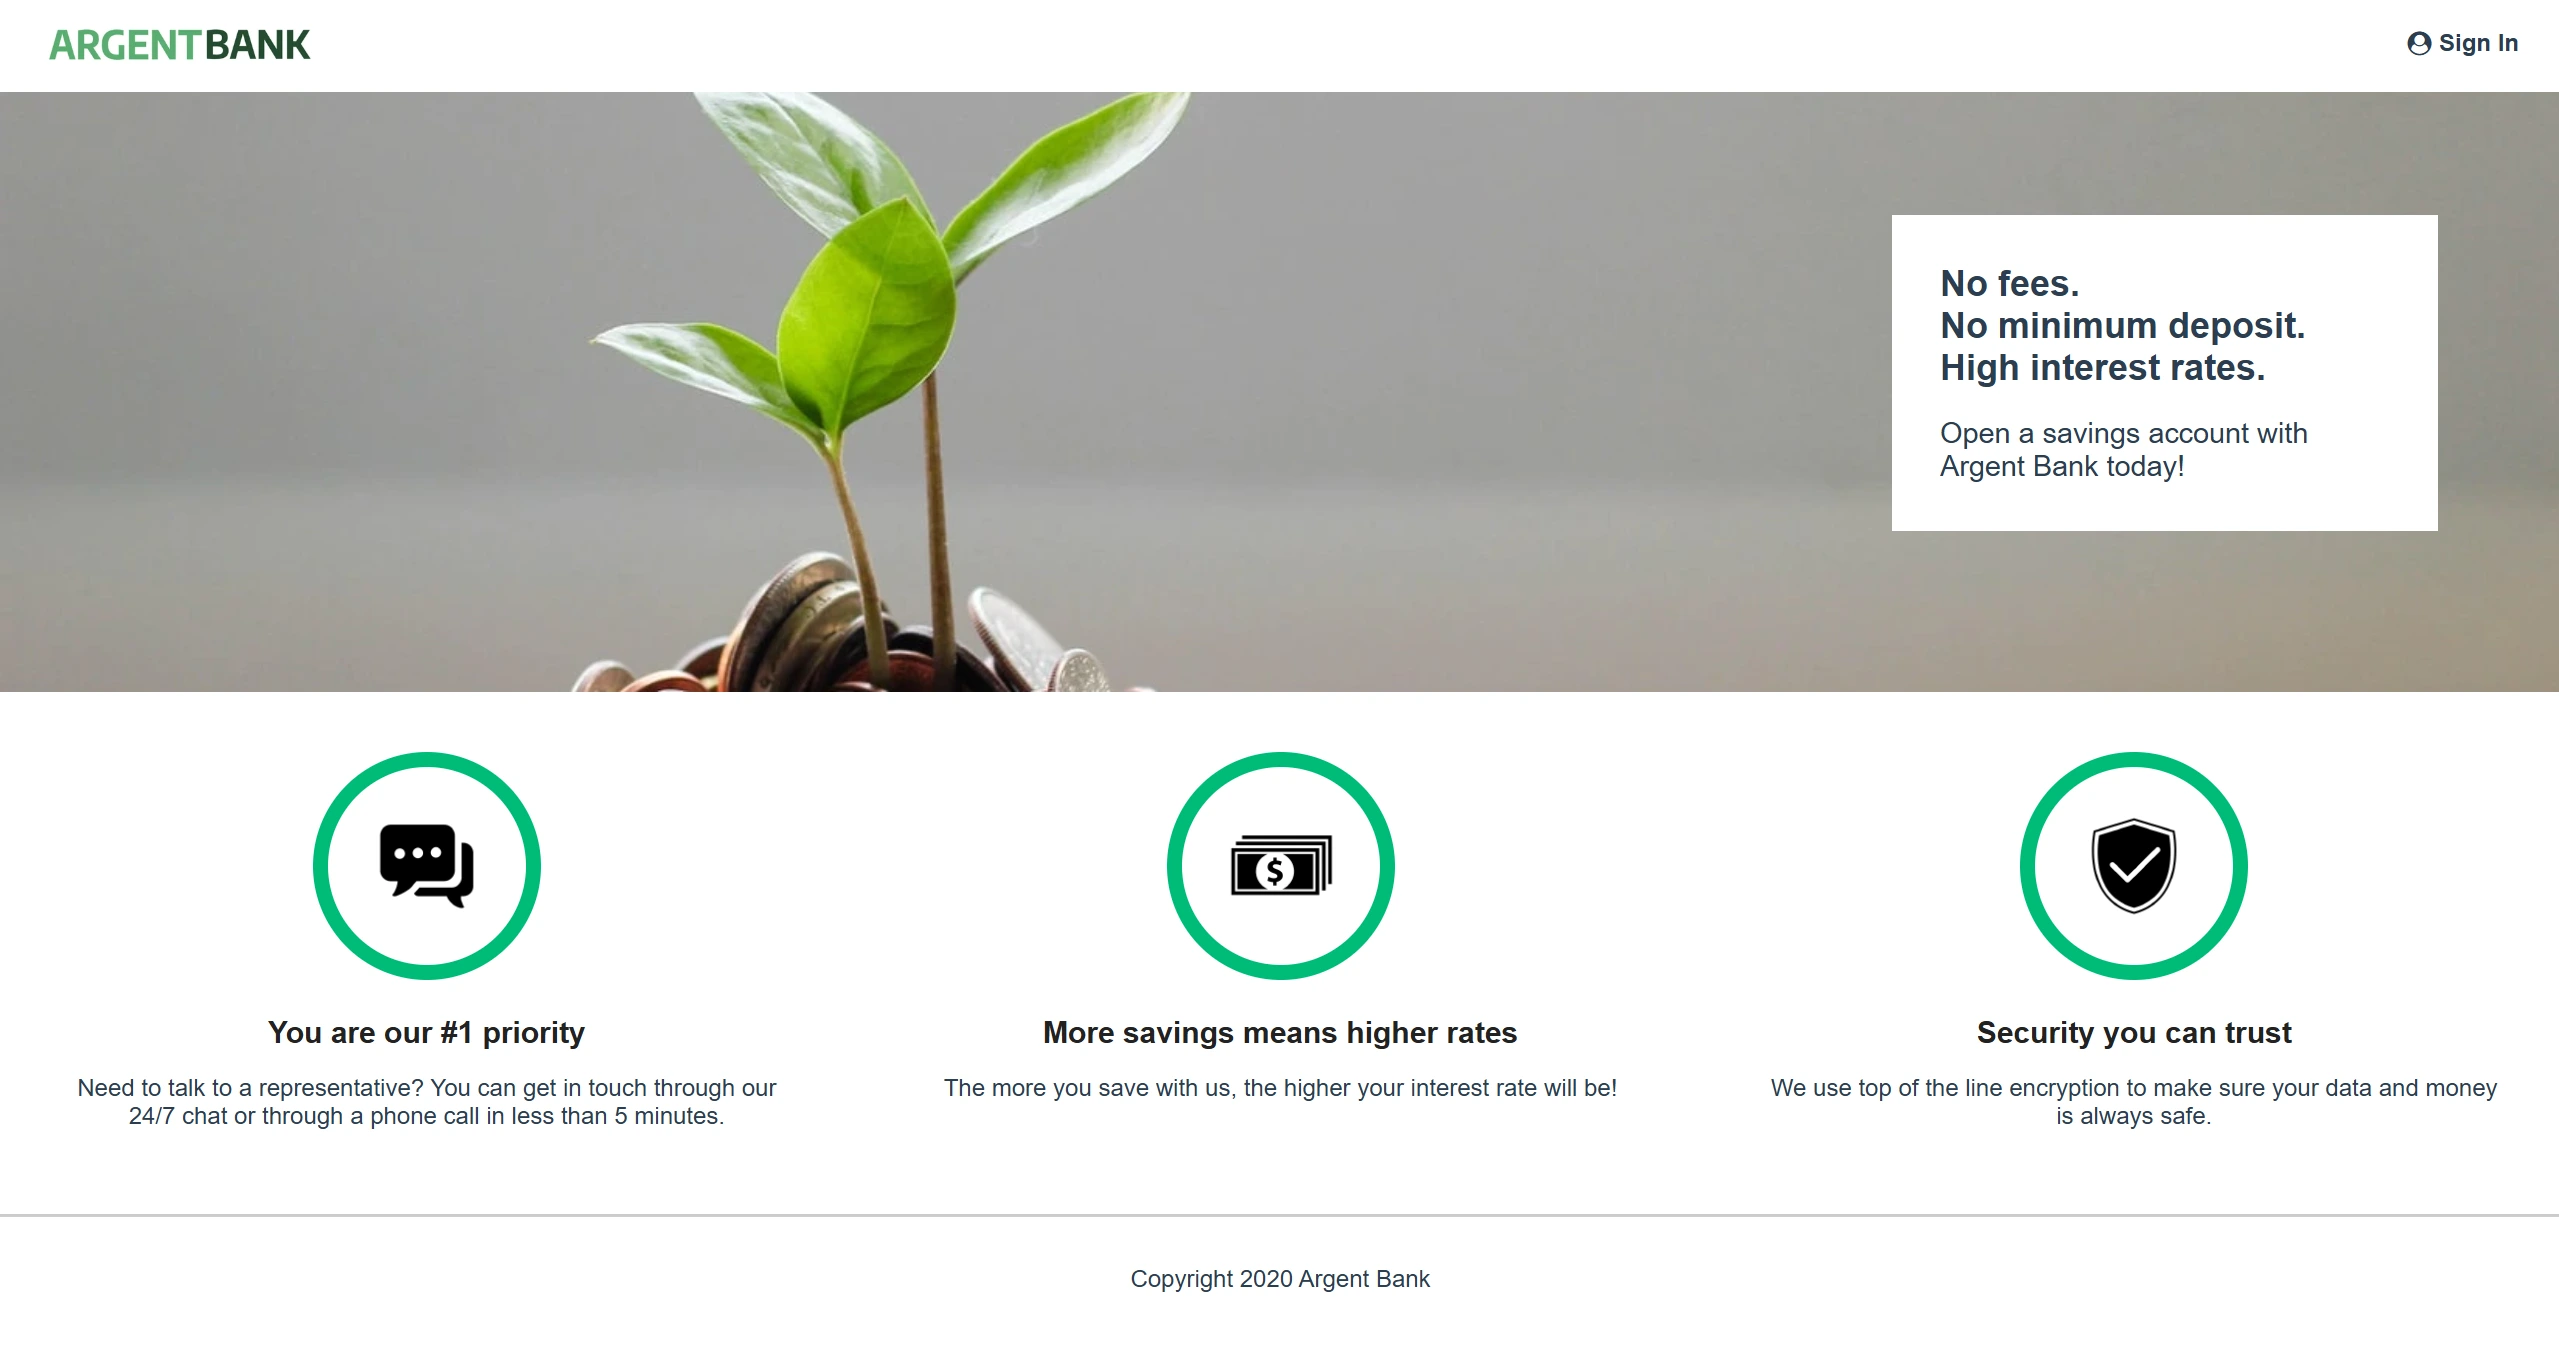 ARGENTBANK
Sign In
No fees.
No minimum deposit.
High interest rates.
Open a savings account with
Argent Bank today!
$
You are our #1 priority
Need to talk to a representative? You can get in touch through our
24/7 chat or through a phone call in less than 5 minutes.
More savings means higher rates
The more you save with us, the higher your interest rate will be!
Security you can trust
We use top of the line encryption to make sure your data and money
is always safe.
Copyright 2020 Argent Bank